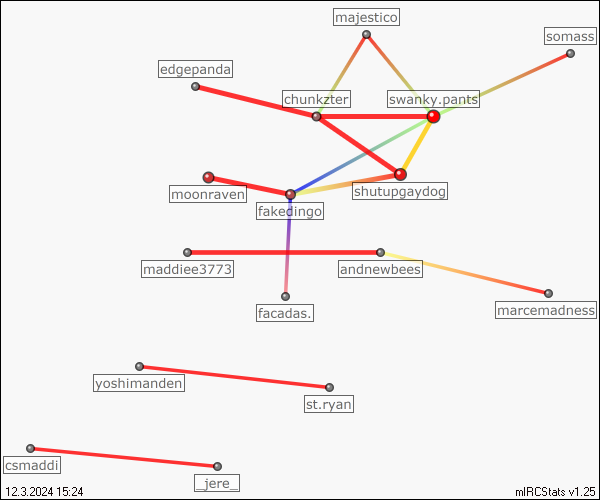 majestico
somass
edgepanda
chunkzter
swanky.pants
moonraven
shutupgaydog
fakedingo
maddiee3773
andnewbees
facadas.
marcemadness
yoshimanden
st.ryan
csmaddi
_jere_
12.3.2024 15:24
mIRCStats v1.25